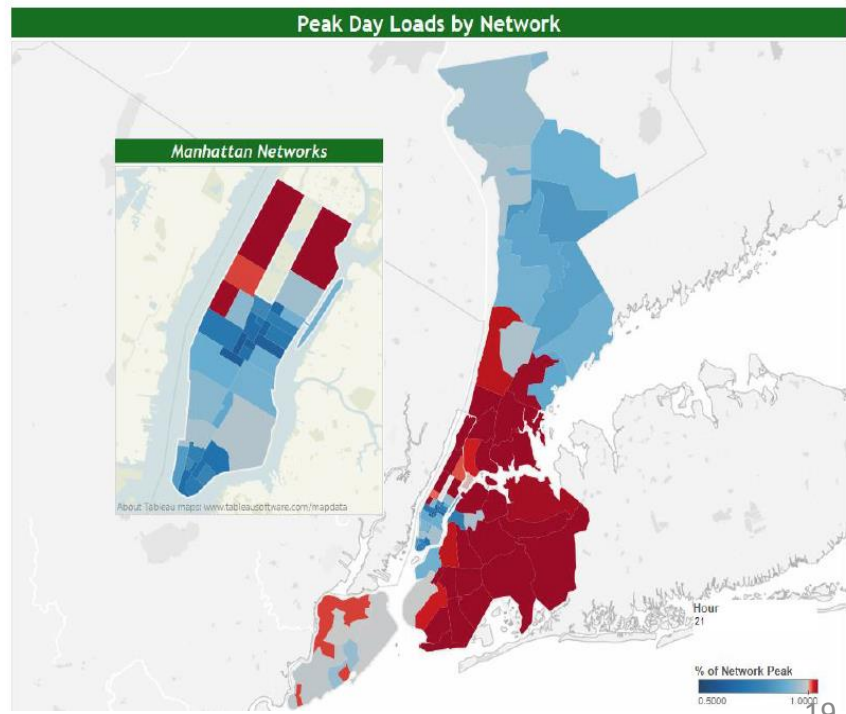 Peak Day Loads by Network
Manhattan Networks
About Tableau maps: www.tableausoftware.com/mapdata
Hour
21
% of Network Peak
0.5000 1.0000
19